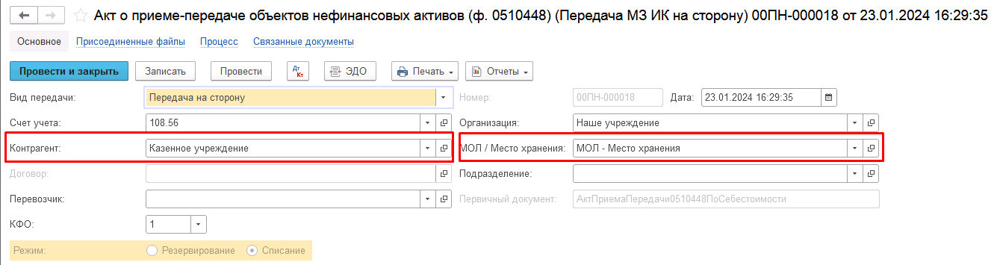 Акт о приеме-передаче объектов нефинансовых активов (ф. 0510448) (Передача МЗ ИК на сторону) 00ПН-000018 от 23.01.2024 16:29:35
Основное Присоединенные файлы Процесс Связанные документы
Провести и закрыть Записать Провести Дт Кт ЭДО Печать Отчеты
Вид передачи: Передача на сторону Номер: 00ПН-000018 Дата: 23.01.2024 16:29:35
Счет учета: 108.56 Организация: Наше учреждение
Контрагент: Казенное учреждение МОЛ / Место хранения: МОЛ - Место хранения
Договор: Подразделение:
Перевозчик: Первичный документ: АктПриемаПередачи0510448ПоСебестоимости
КФО: 1
Режим: Резервирование Списание